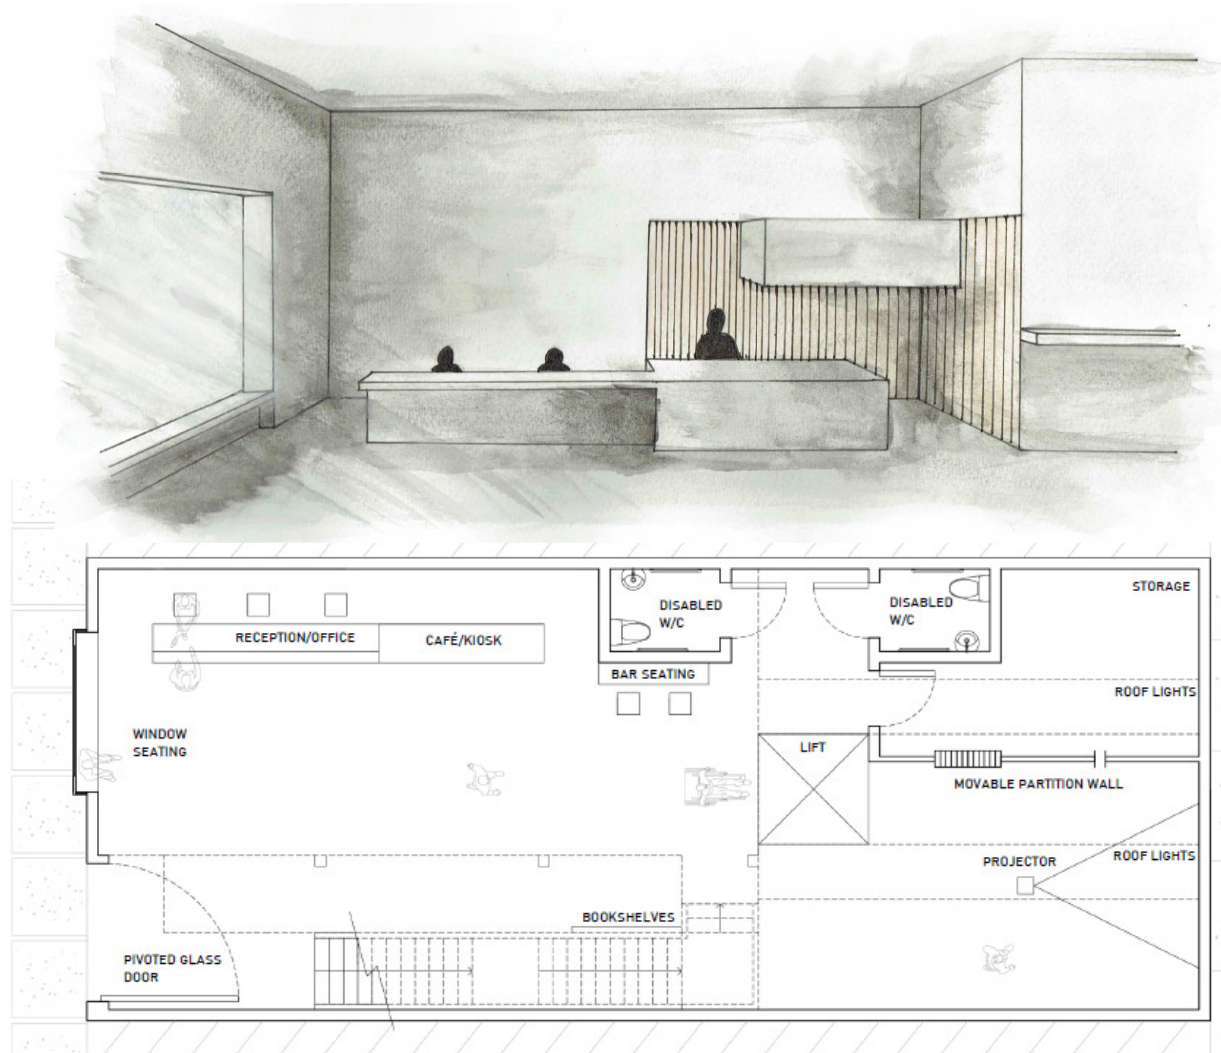 STORAGE
DISABLED
W/C
DISABLED
W/C
RECEPTION/OFFICE
CAFÉ/KIOSK
BAR SEATING
ROOF LIGHTS
WINDOW
SEATING
LIFT
MOVABLE PARTITION WALL
PROJECTOR
ROOF LIGHTS
BOOKSHELVES
PIVOTED GLASS
DOOR